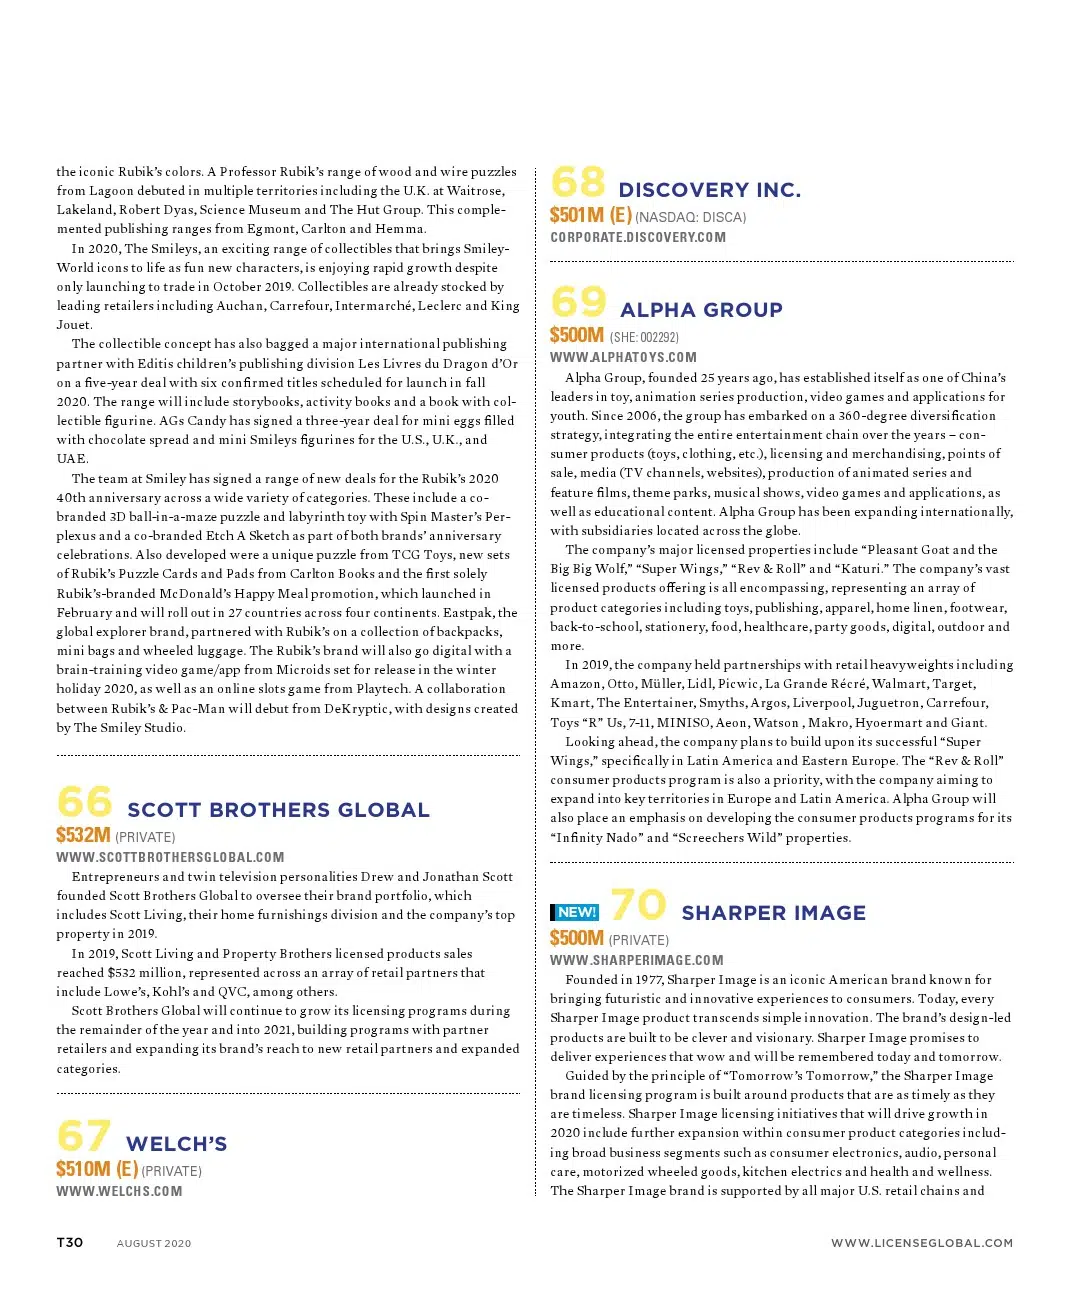 the iconic Rubik's colors. A Professor Rubik's range of wood and wire puzzles
from Lagoon debuted in multiple territories including the U.K. at Waitrose,
Lakeland, Robert Dyas, Science Museum and The Hut Group. This comple-
mented publishing ranges from Egmont, Carlton and Hemma.
In 2020, The Smileys, an exciting range of collectibles that brings Smiley-
World icons to life as fun new characters, is enjoying rapid growth despite
only launching to trade in October 2019. Collectibles are already stocked by
leading retailers including Auchan, Carrefour, Intermarché, Leclerc and King
Jouet.
The collectible concept has also bagged a major international publishing
partner with Editis children's publishing division Les Livres du Dragon d'Or
on a five-year deal with six confirmed titles scheduled for launch in fall
2020. The range will include storybooks, activity books and a book with col-
lectible figurine. AGs Candy has signed a three-year deal for mini eggs filled
with chocolate spread and mini Smileys figurines for the U.S., U.K., and
UAE.
The team at Smiley has signed a range of new deals for the Rubik's 2020
40th anniversary across a wide variety of categories. These include a co-
branded 3D ball-in-a-maze puzzle and labyrinth toy with Spin Master's Per-
plexus and a co-branded Etch A Sketch as part of both brands' anniversary
celebrations. Also developed were a unique puzzle from TCG Toys, new sets
of Rubik's Puzzle Cards and Pads from Carlton Books and the first solely
Rubik's-branded McDonald's Happy Meal promotion, which launched in
February and will roll out in 27 countries across four continents. Eastpak, the
global explorer brand, partnered with Rubik's on a collection of backpacks,
mini bags and wheeled luggage. The Rubik's brand will also go digital with a
brain-training video game/app from Microids set for release in the winter
holiday 2020, as well as an online slots game from Playtech. A collaboration
between Rubik's & Pac-Man will debut from DeKryptic, with designs created
by The Smiley Studio.
66 SCOTT BROTHERS GLOBAL
$532M (PRIVATE)
WWW.SCOTTBROTHERSGLOBAL.COM
Entrepreneurs and twin television personalities Drew and Jonathan Scott
founded Scott Brothers Global to oversee their brand portfolio, which
includes Scott Living, their home furnishings division and the company's top
property in 2019.
In 2019, Scott Living and Property Brothers licensed products sales
reached $532 million, represented across an array of retail partners that
include Lowe's, Kohl's and QVC, among others.
Scott Brothers Global will continue to grow its licensing programs during
the remainder of the year and into 2021, building programs with partner
retailers and expanding its brand's reach to new retail partners and expanded
categories.
67 WELCH'S
$510M (E) (PRIVATE)
WWW.WELCHS.COM
68 DISCOVERY INC.
$501M (E) (NASDAQ: DISCA)
CORPORATE.DISCOVERY.COM
69 ALPHA GROUP
$500M (SHE: 002292)
WWW.ALPHATOYS.COM
Alpha Group, founded 25 years ago, has established itself as one of China's
leaders in toy, animation series production, video games and applications for
youth. Since 2006, the group has embarked on a 360-degree diversification
strategy, integrating the entire entertainment chain over the years – con-
sumer products (toys, clothing, etc.), licensing and merchandising, points of
sale, media (TV channels, websites), production of animated series and
feature films, theme parks, musical shows, video games and applications, as
well as educational content. Alpha Group has been expanding internationally,
with subsidiaries located across the globe.
The company's major licensed properties include “Pleasant Goat and the
Big Big Wolf,” “Super Wings,” “Rev & Roll” and “Katuri.” The company's vast
licensed products offering is all encompassing, representing an array of
product categories including toys, publishing, apparel, home linen, footwear,
back-to-school, stationery, food, healthcare, party goods, digital, outdoor and
more.
In 2019, the company held partnerships with retail heavyweights including
Amazon, Otto, Müller, Lidl, Picwic, La Grande Récré, Walmart, Target,
Kmart, The Entertainer, Smyths, Argos, Liverpool, Juguetron, Carrefour,
Toys “R” Us, 7-11, MINISO, Aeon, Watson , Makro, Hyoermart and Giant.
Looking ahead, the company plans to build upon its successful “Super
Wings,” specifically in Latin America and Eastern Europe. The “Rev & Roll”
consumer products program is also a priority, with the company aiming to
expand into key territories in Europe and Latin America. Alpha Group will
also place an emphasis on developing the consumer products programs for its
“Infinity Nado” and “Screechers Wild” properties.
NEW! 70 SHARPER IMAGE
$500M (PRIVATE)
WWW.SHARPERIMAGE.COM
Founded in 1977, Sharper Image is an iconic American brand known for
bringing futuristic and innovative experiences to consumers. Today, every
Sharper Image product transcends simple innovation. The brand's design-led
products are built to be clever and visionary. Sharper Image promises to
deliver experiences that wow and will be remembered today and tomorrow.
Guided by the principle of “Tomorrow's Tomorrow,” the Sharper Image
brand licensing program is built around products that are as timely as they
are timeless. Sharper Image licensing initiatives that will drive growth in
2020 include further expansion within consumer product categories includ-
ing broad business segments such as consumer electronics, audio, personal
care, motorized wheeled goods, kitchen electrics and health and wellness.
The Sharper Image brand is supported by all major U.S. retail chains and
T30 AUGUST 2020
WWW.LICENSEGLOBAL.COM